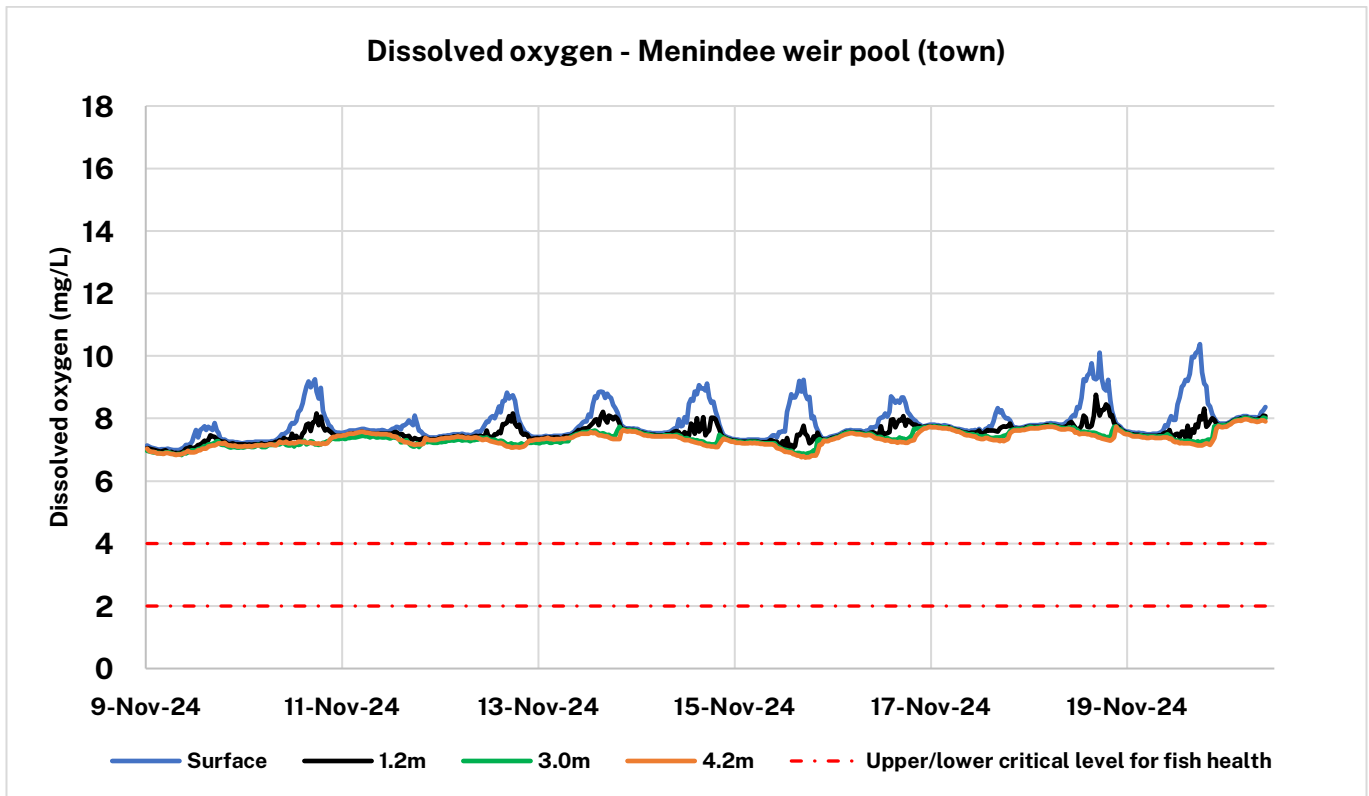 Dissolved oxygen - Menindee weir pool (town)
18
16
14
12
10
8
6
4
2
0
Dissolved oxygen (mg/L)
9-Nov-24 11-Nov-24 13-Nov-24 15-Nov-24 17-Nov-24 19-Nov-24
Surface 1.2m 3.0m 4.2m Upper/lower critical level for fish health